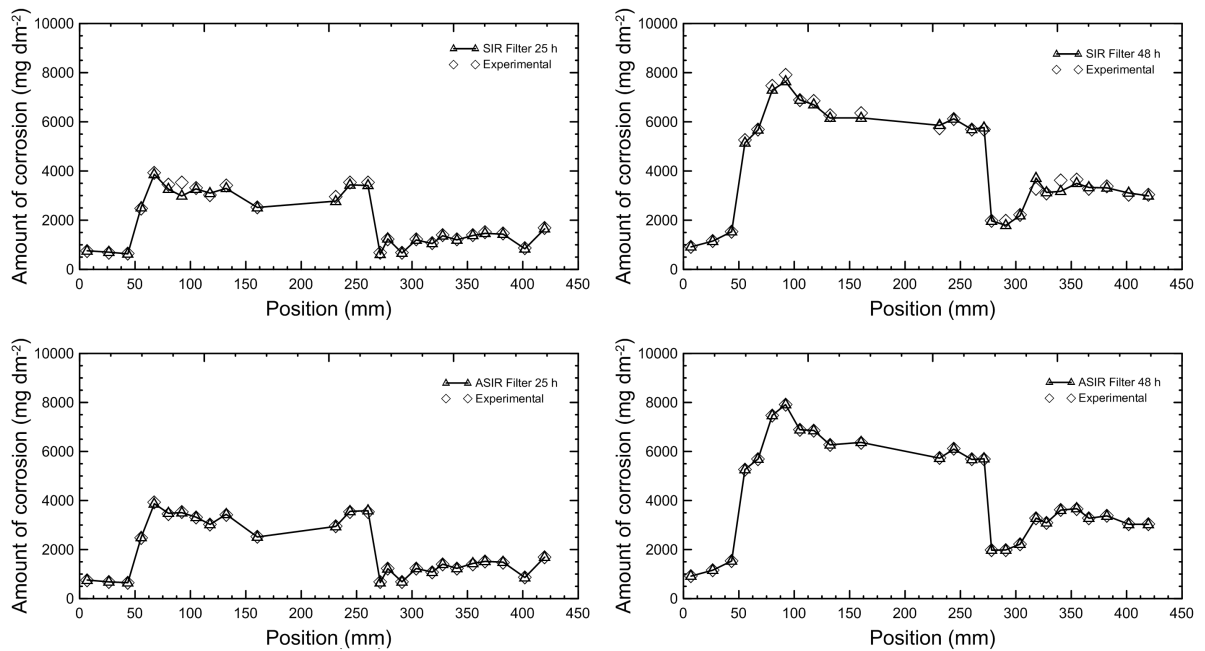 Amount of corrosion (mg dm-2)
10000
8000
6000
4000
2000
0
SIR Filter 25 h
Experimental
0 50 100 150 200 250 300 350 400 450
Position (mm)
Amount of corrosion (mg dm-2)
10000
8000
6000
4000
2000
0
SIR Filter 48 h
Experimental
0 50 100 150 200 250 300 350 400 450
Position (mm)
Amount of corrosion (mg dm-2)
10000
8000
6000
4000
2000
0
ASIR Filter 25 h
Experimental
0 50 100 150 200 250 300 350 400 450
Position (mm)
Amount of corrosion (mg dm-2)
10000
8000
6000
4000
2000
0
ASIR Filter 48 h
Experimental
0 50 100 150 200 250 300 350 400 450
Position (mm)